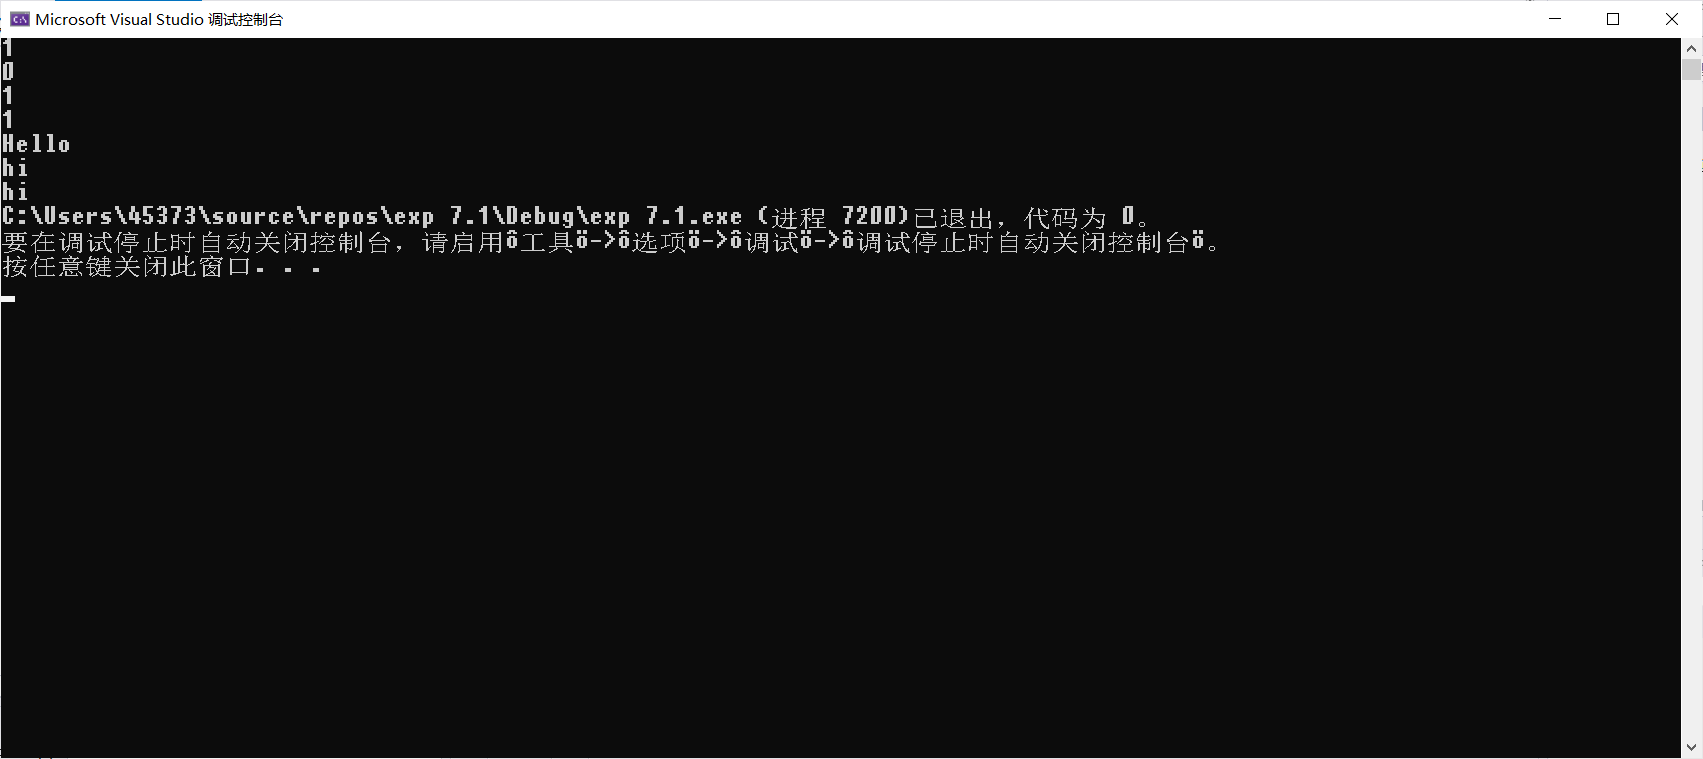 Microsoft Visual Studio 调试控制台
1
0
1
1
Hello
hi
hi
C:\Users\45373\source\repos\exp 7.1\Debug\exp 7.1.exe (进程 7200)已退出，代码为 0。
要在调试停止时自动关闭控制台，请启用ô工具ö->ô选项ö->ô调试ö->ô调试停止时自动关闭控制台ö。
按任意键关闭此窗口. . .